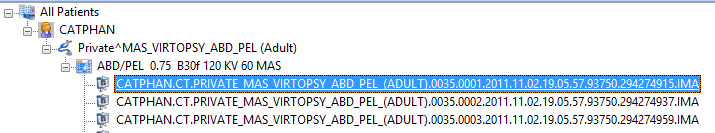 All Patients
CATPHAN
Private^MAS_VIRTOPSY_ABD_PEL (Adult)
ABD/PEL 0.75 B30f 120 KV 60 MAS
CATPHAN.CT.PRIVATE_MAS_VIRTOPSY_ABD_PEL_(ADULT).0035.0001.2011.11.02.19.05.57.93750.294274915.IMA
CATPHAN.CT.PRIVATE_MAS_VIRTOPSY_ABD_PEL_(ADULT).0035.0002.2011.11.02.19.05.57.93750.294274937.IMA
CATPHAN.CT.PRIVATE_MAS_VIRTOPSY_ABD_PEL_(ADULT).0035.0003.2011.11.02.19.05.57.93750.294274959.IMA